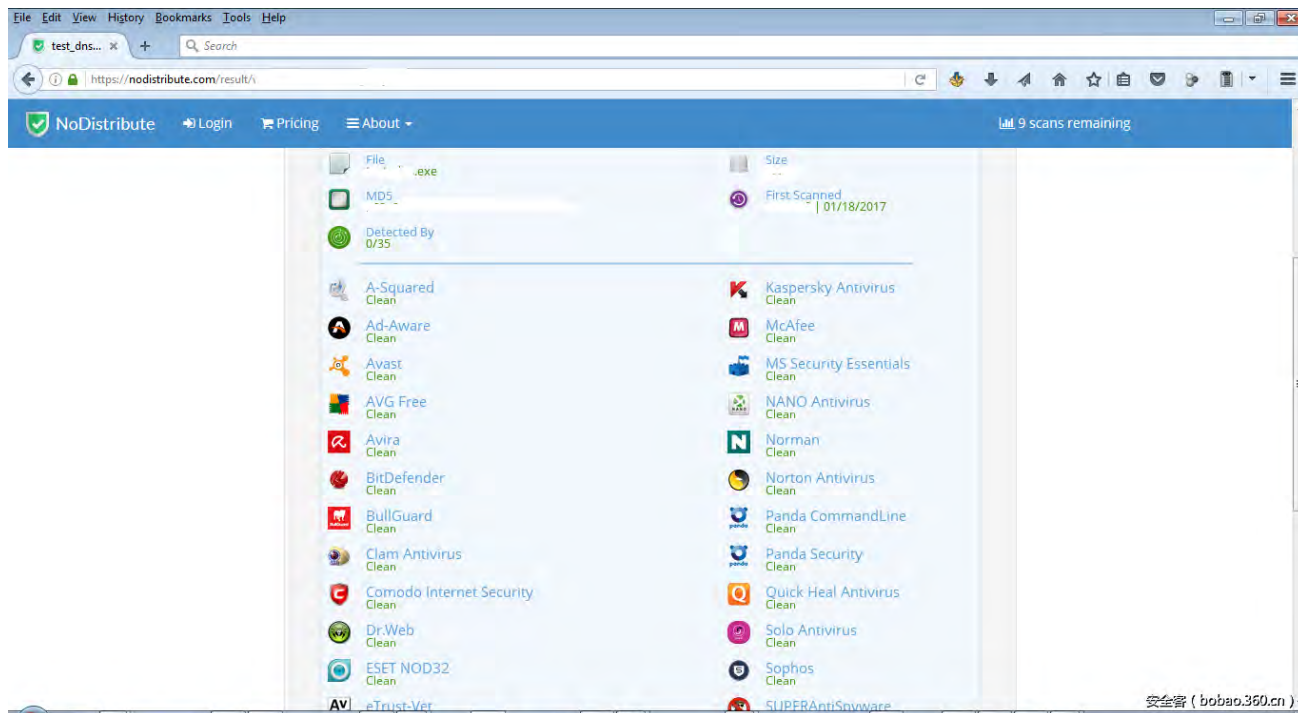 File Edit View History Bookmarks Tools Help
test_dns...
Search
https://nodistribute.com/result/
NoDistribute Login Pricing About 9 scans remaining
File Size
.exe
MD5 First Scanned
| 01/18/2017
Detected By
0/35
A-Squared Kaspersky Antivirus
Clean Clean
Ad-Aware McAfee
Clean Clean
Avast MS Security Essentials
Clean Clean
AVG Free NANO Antivirus
Clean Clean
Avira Norman
Clean Clean
BitDefender Norton Antivirus
Clean Clean
BullGuard Panda CommandLine
Clean Clean
Clam Antivirus Panda Security
Clean Clean
Comodo Internet Security Quick Heal Antivirus
Clean Clean
Dr.Web Solo Antivirus
Clean Clean
ESET NOD32 Sophos
Clean Clean
eTrust-Vet SUPERAntiSpyware
安全客 ( bobao.360.cn )